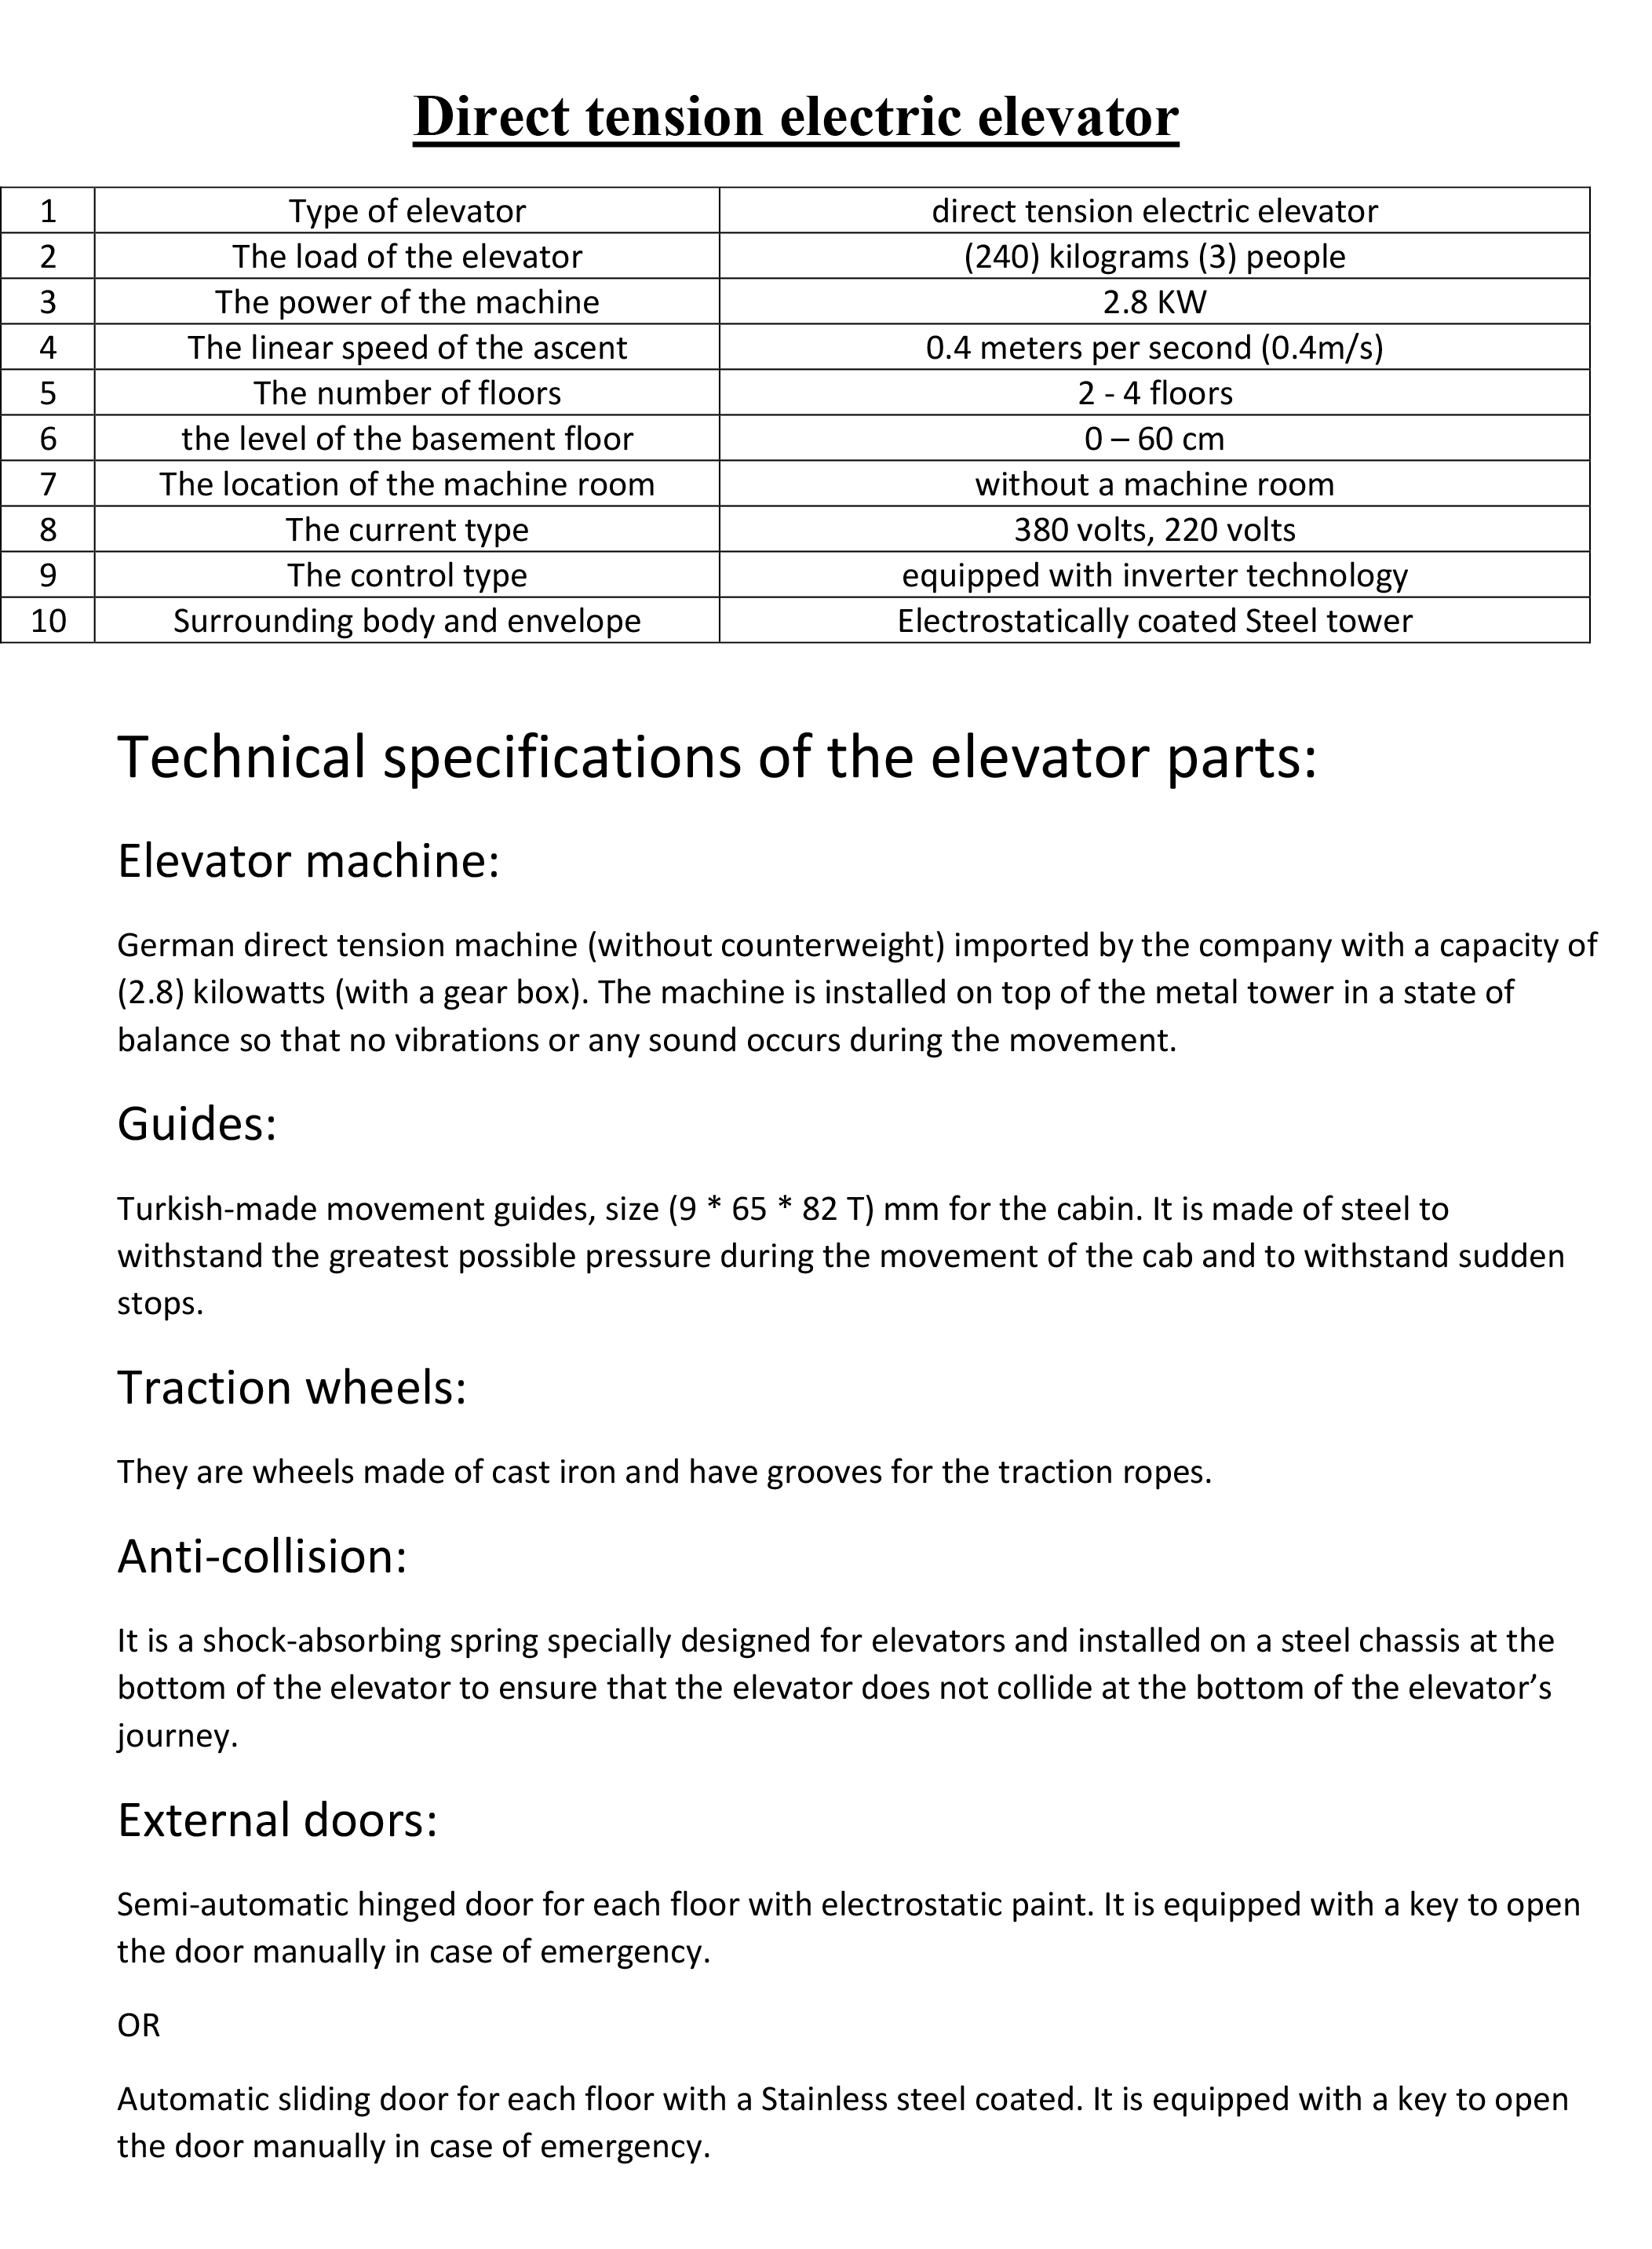 Direct tension electric elevator
1 Type of elevator direct tension electric elevator
2 The load of the elevator (240) kilograms (3) people
3 The power of the machine 2.8 KW
4 The linear speed of the ascent 0.4 meters per second (0.4m/s)
5 The number of floors 2 - 4 floors
6 the level of the basement floor 0 – 60 cm
7 The location of the machine room without a machine room
8 The current type 380 volts, 220 volts
9 The control type equipped with inverter technology
10 Surrounding body and envelope Electrostatically coated Steel tower
Technical specifications of the elevator parts:
Elevator machine:
German direct tension machine (without counterweight) imported by the company with a capacity of
(2.8) kilowatts (with a gear box). The machine is installed on top of the metal tower in a state of
balance so that no vibrations or any sound occurs during the movement.
Guides:
Turkish-made movement guides, size (9 * 65 * 82 T) mm for the cabin. It is made of steel to
withstand the greatest possible pressure during the movement of the cab and to withstand sudden
stops.
Traction wheels:
They are wheels made of cast iron and have grooves for the traction ropes.
Anti-collision:
It is a shock-absorbing spring specially designed for elevators and installed on a steel chassis at the
bottom of the elevator to ensure that the elevator does not collide at the bottom of the elevator’s
journey.
External doors:
Semi-automatic hinged door for each floor with electrostatic paint. It is equipped with a key to open
the door manually in case of emergency.
OR
Automatic sliding door for each floor with a Stainless steel coated. It is equipped with a key to open
the door manually in case of emergency.